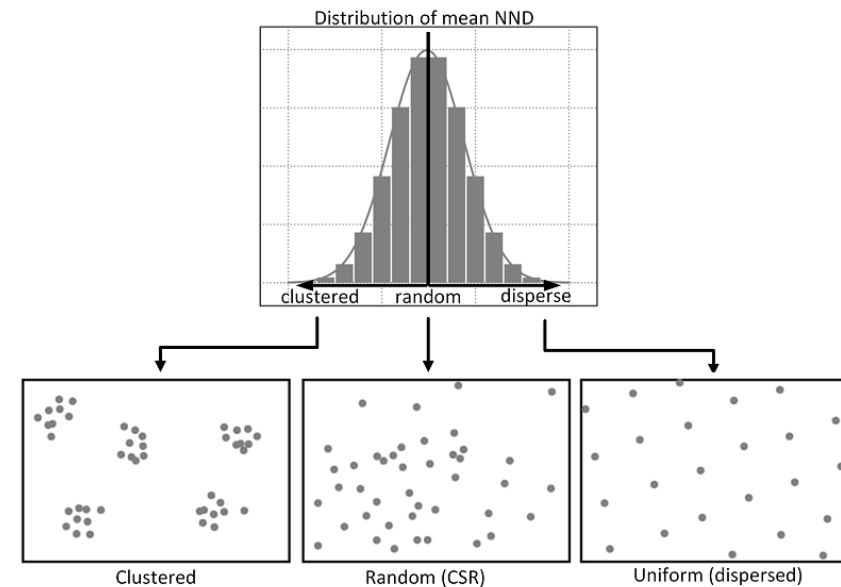 Distribution of mean NND
clustered random disperse
Clustered Random (CSR) Uniform (dispersed)